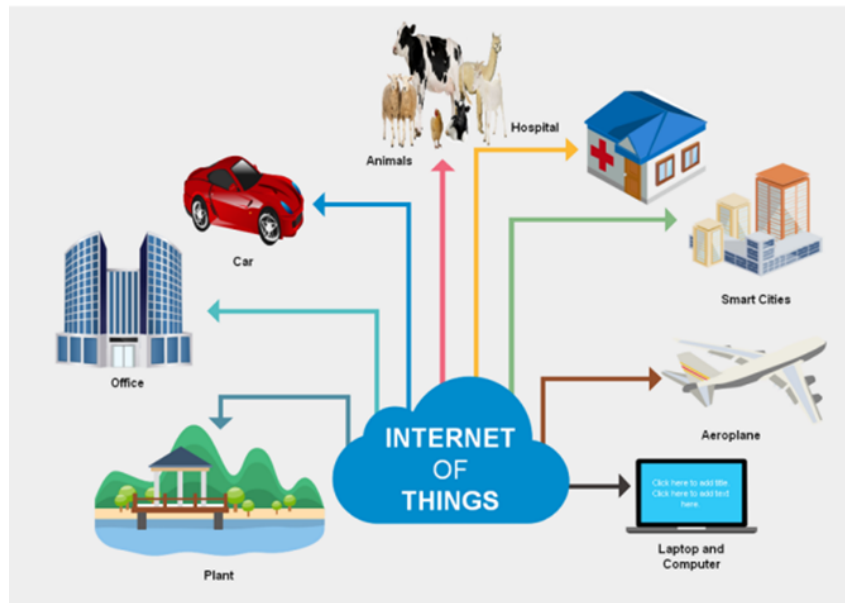 Hospital
Animals
Car
Smart Cities
Office
Aeroplane
INTERNET
OF
THINGS
Click here to add title.
Click here to add text
here.
Laptop and
Computer
Plant